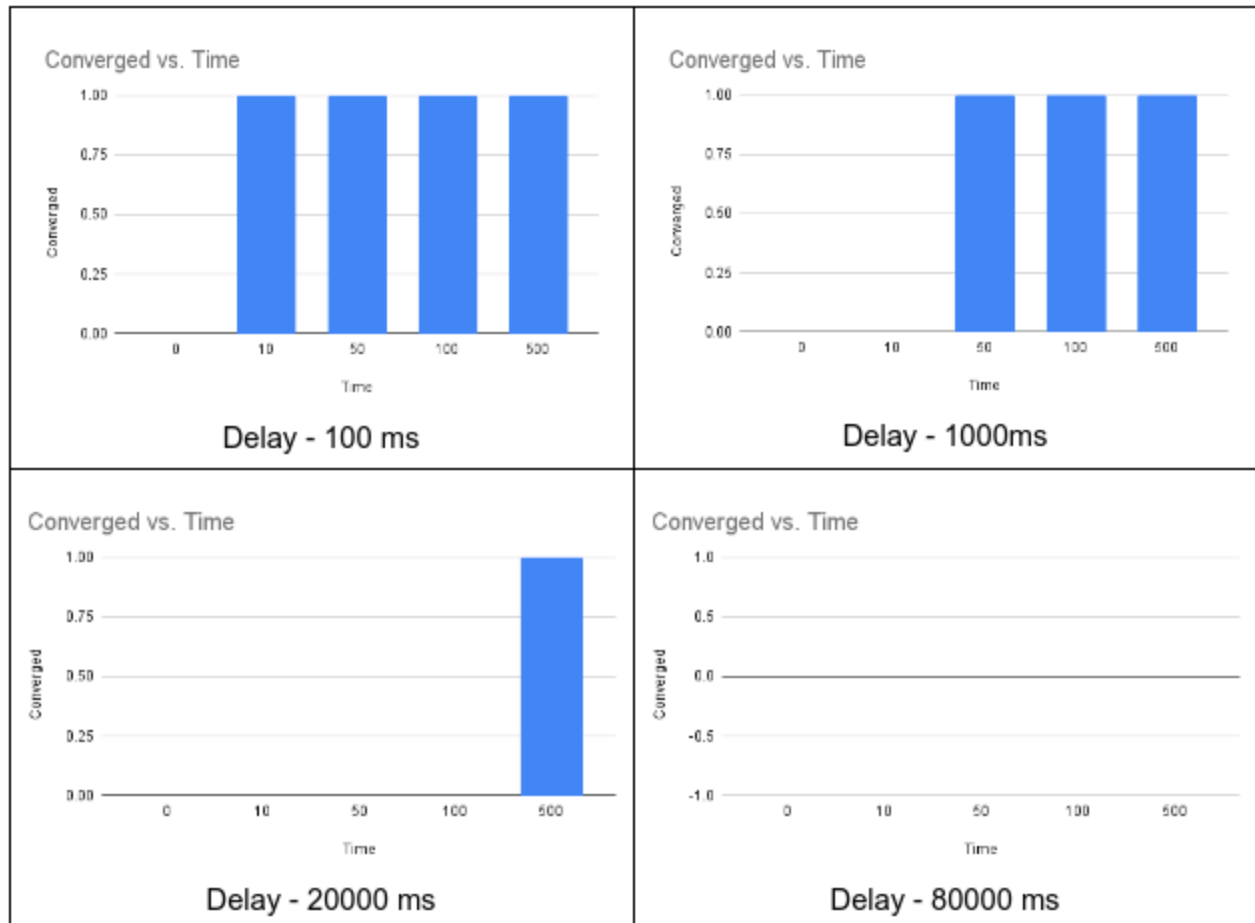 Converged vs. Time
1.00
0.75
0.50
0.25
0.00
Converged
0 10 50 100 500
Time
Delay - 100 ms
Converged vs. Time
1.00
0.75
0.50
0.25
0.00
Converged
0 10 50 100 500
Time
Delay - 1000ms
Converged vs. Time
1.00
0.75
0.50
0.25
0.00
Converged
0 10 50 100 500
Time
Delay - 20000 ms
Converged vs. Time
1.0
0.5
0.0
-0.5
-1.0
Converged
0 10 50 100 500
Time
Delay - 80000 ms